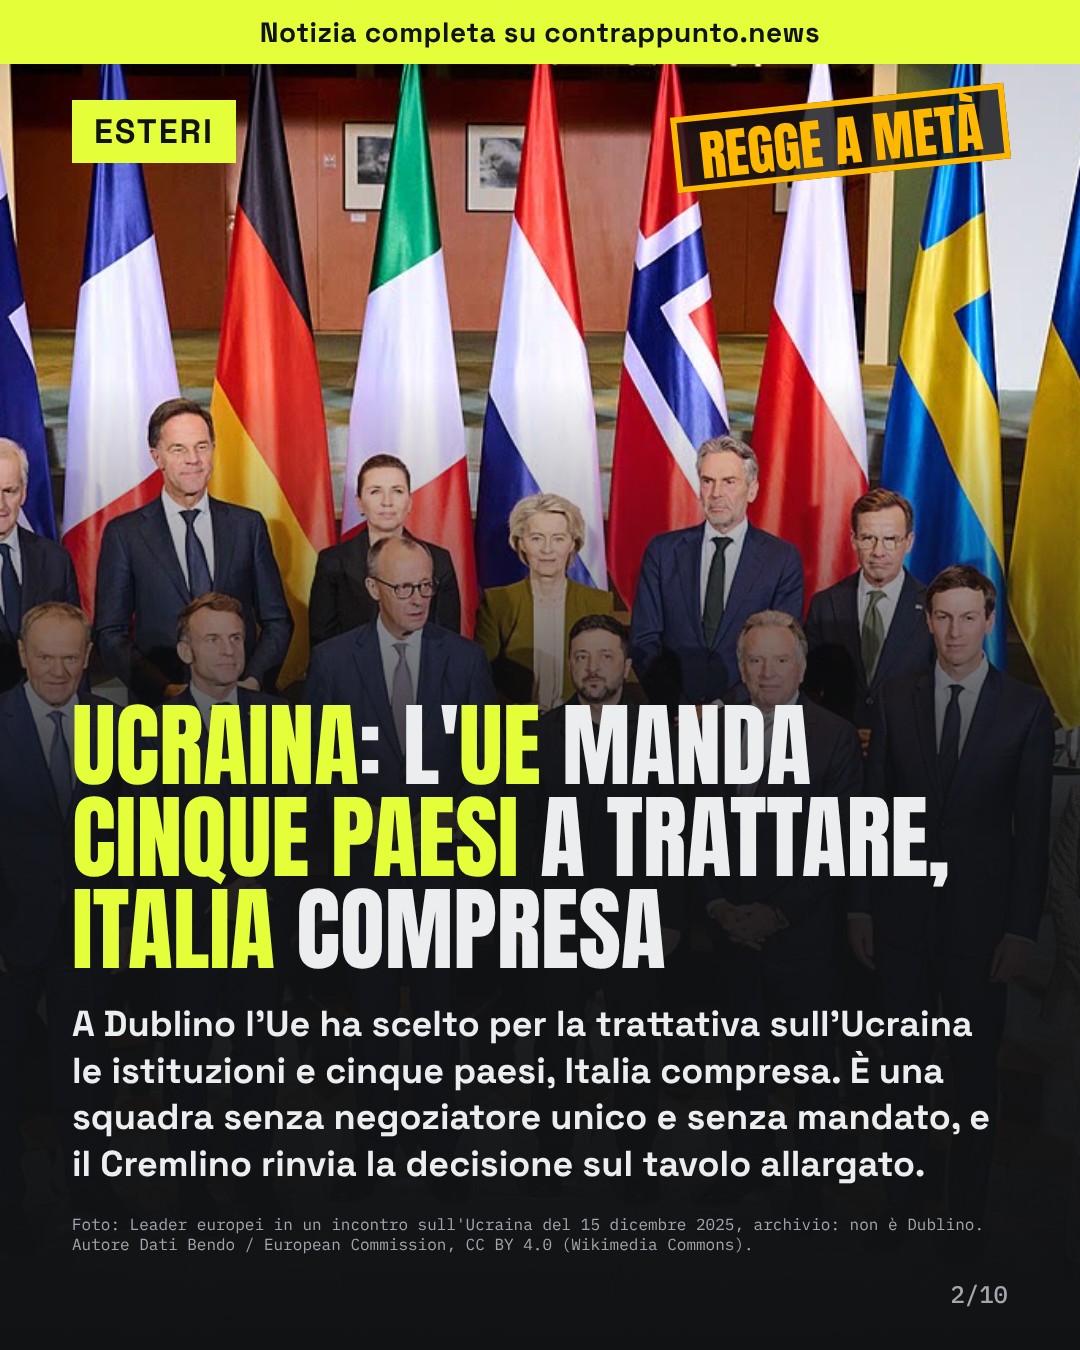 Notizia completa su contrappunto.news
ESTERI
REGGE A METÀ
UCRAINA: L'UE MANDA
CINQUE PAESI A TRATTARE,
ITALIA COMPRESA
A Dublino l’Ue ha scelto per la trattativa sull’Ucraina
le istituzioni e cinque paesi, Italia compresa. È una
squadra senza negoziatore unico e senza mandato, e
il Cremlino rinvia la decisione sul tavolo allargato.
Foto: Leader europei in un incontro sull'Ucraina del 15 dicembre 2025, archivio: non è Dublino.
Autore Dati Bendo / European Commission, CC BY 4.0 (Wikimedia Commons).
2/10